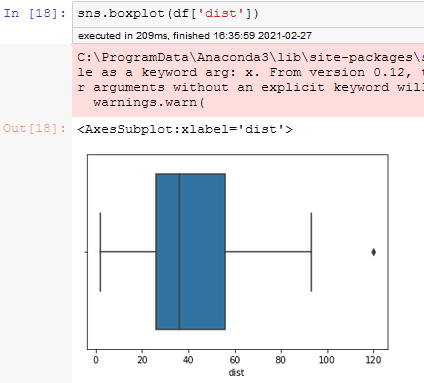 In [18]: sns.boxplot(df['dist'])
executed in 209ms, finished 16:35:59 2021-02-27
C:\ProgramData\Anaconda3\lib\site-packages\
le as a keyword arg: x. From version 0.12,
r arguments without an explicit keyword
warnings.warn(
Out[18]: <AxesSubplot:xlabel='dist'>
0 20 40 60 80 100 120
dist